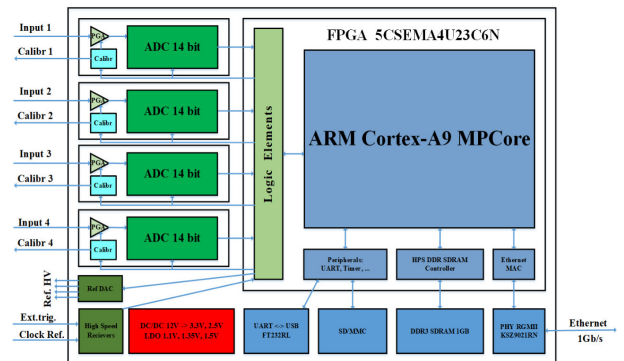 Input 1
Calibr 1
PGA
Calibr
ADC 14 bit
Input 2
Calibr 2
PGA
Calibr
ADC 14 bit
Input 3
Calibr 3
PGA
Calibr
ADC 14 bit
Input 4
Calibr 4
PGA
Calibr
ADC 14 bit
Logic Elements
FPGA 5CSEMA4U23C6N
ARM Cortex-A9 MPCore
Peripherals:
UART, Timer, ...
HPS DDR SDRAM
Controller
Ethernet
MAC
Ref. HV
Ref DAC
Ext.trig.
Clock Ref.
High Speed
Recievers
DC/DC 12V -> 3.3V, 2.5V
LDO 1.1V, 1.35V, 1.5V
UART <-> USB
FT232RL
SD/MMC
DDR3 SDRAM 1GB
PHY RGMII
KSZ9021RN
Ethernet
1Gb/s